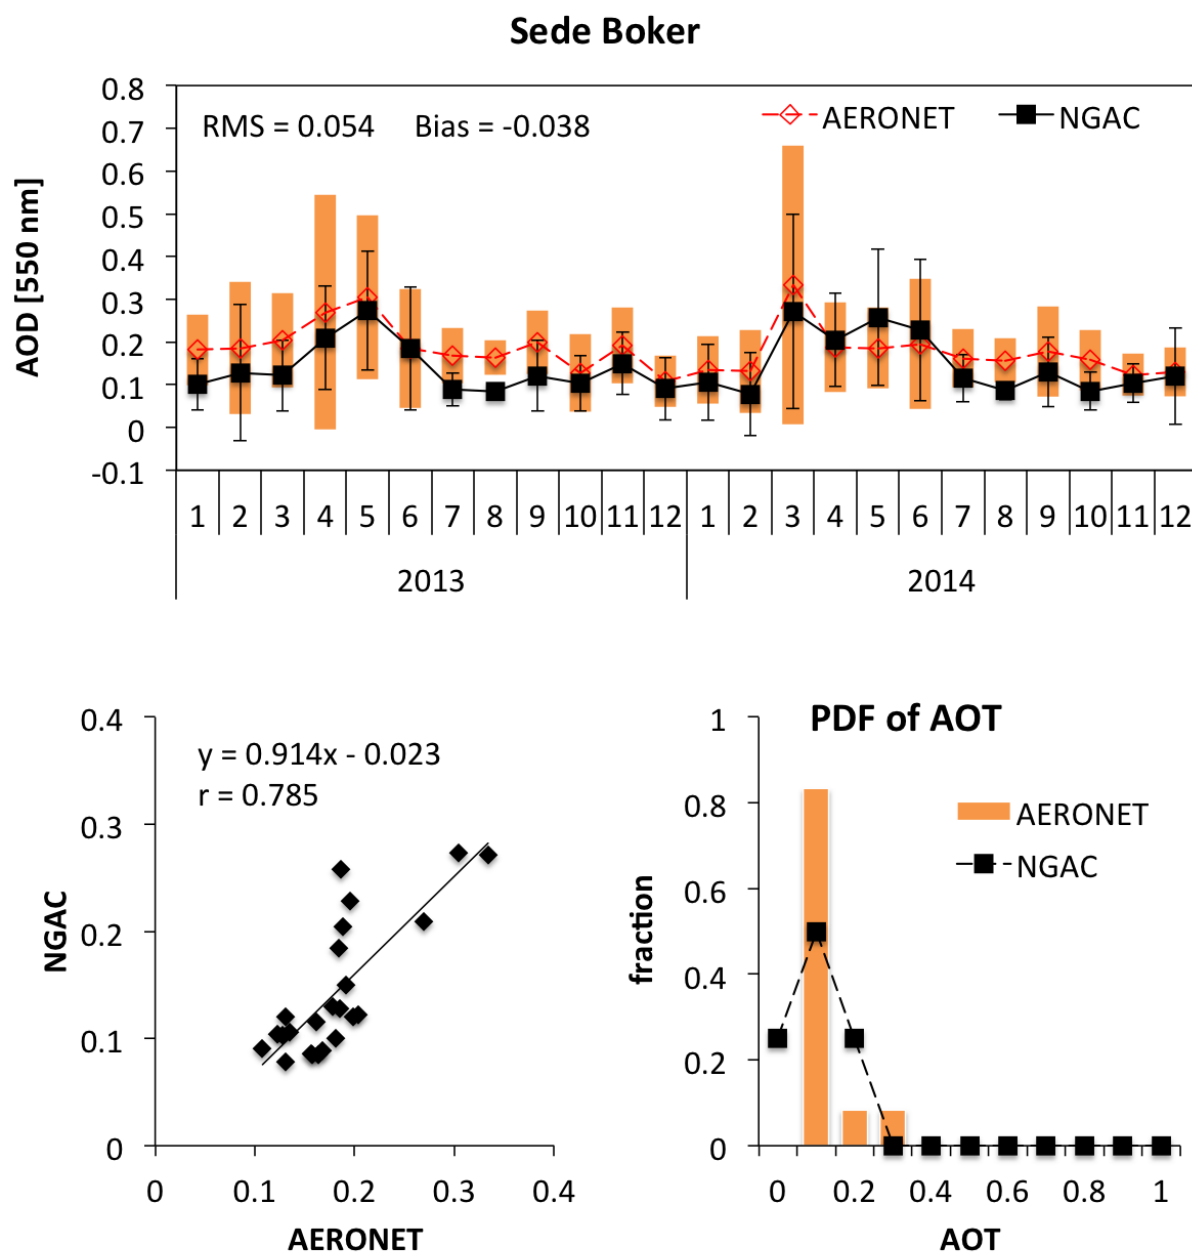 Sede Boker
RMS = 0.054 Bias = -0.038
AERONET NGAC
AOD [550 nm]
0.8
0.7
0.6
0.5
0.4
0.3
0.2
0.1
0
-0.1
1 2 3 4 5 6 7 8 9 10 11 12 1 2 3 4 5 6 7 8 9 10 11 12
2013 2014
y = 0.914x - 0.023
r = 0.785
NGAC
0.4
0.3
0.2
0.1
0
0 0.1 0.2 0.3 0.4
AERONET
PDF of AOT
AERONET
NGAC
fraction
1
0.8
0.6
0.4
0.2
0
0 0.2 0.4 0.6 0.8 1
AOT